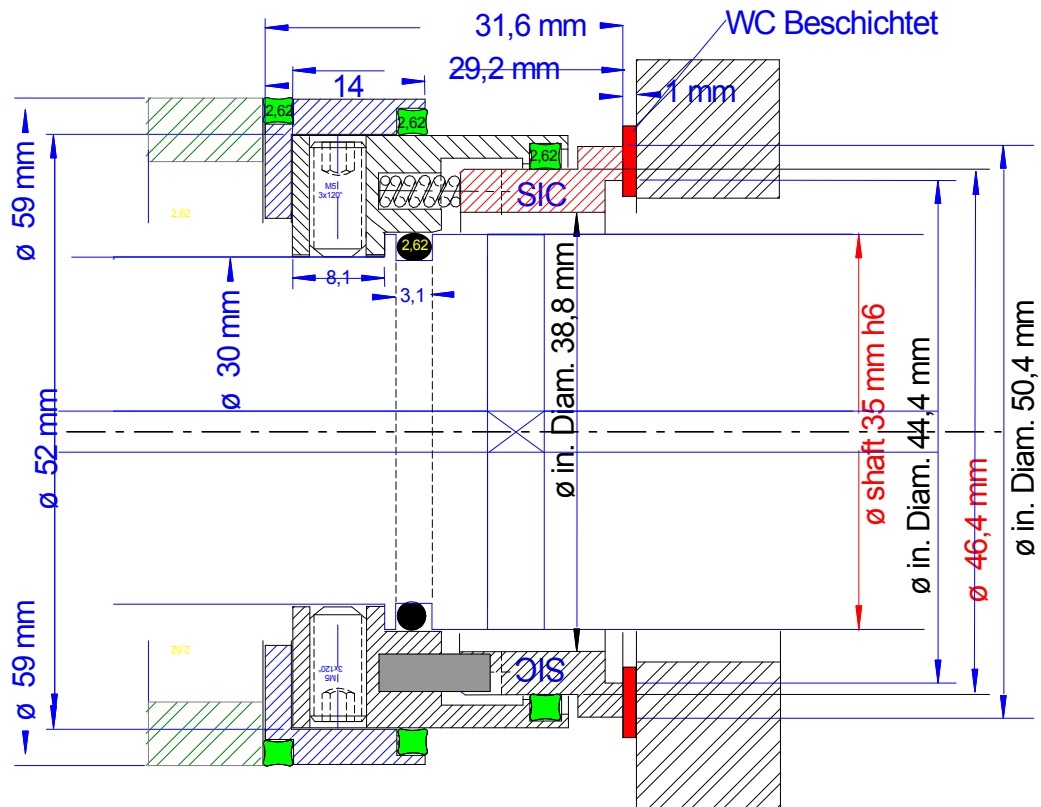 31,6 mm
WC Beschichtet
29,2 mm
14
1 mm
2,62
2,62
2,62
M5
3x120°
SIC
2,62
2,62
8,1
3,1
ø 59 mm
ø 52 mm
ø 30 mm
ø in. Diam. 38,8 mm
ø shaft 35 mm h6
ø in. Diam. 44,4 mm
ø 46,4 mm
ø in. Diam. 50,4 mm
ø 59 mm
2,62
M5
3x120°
SIC